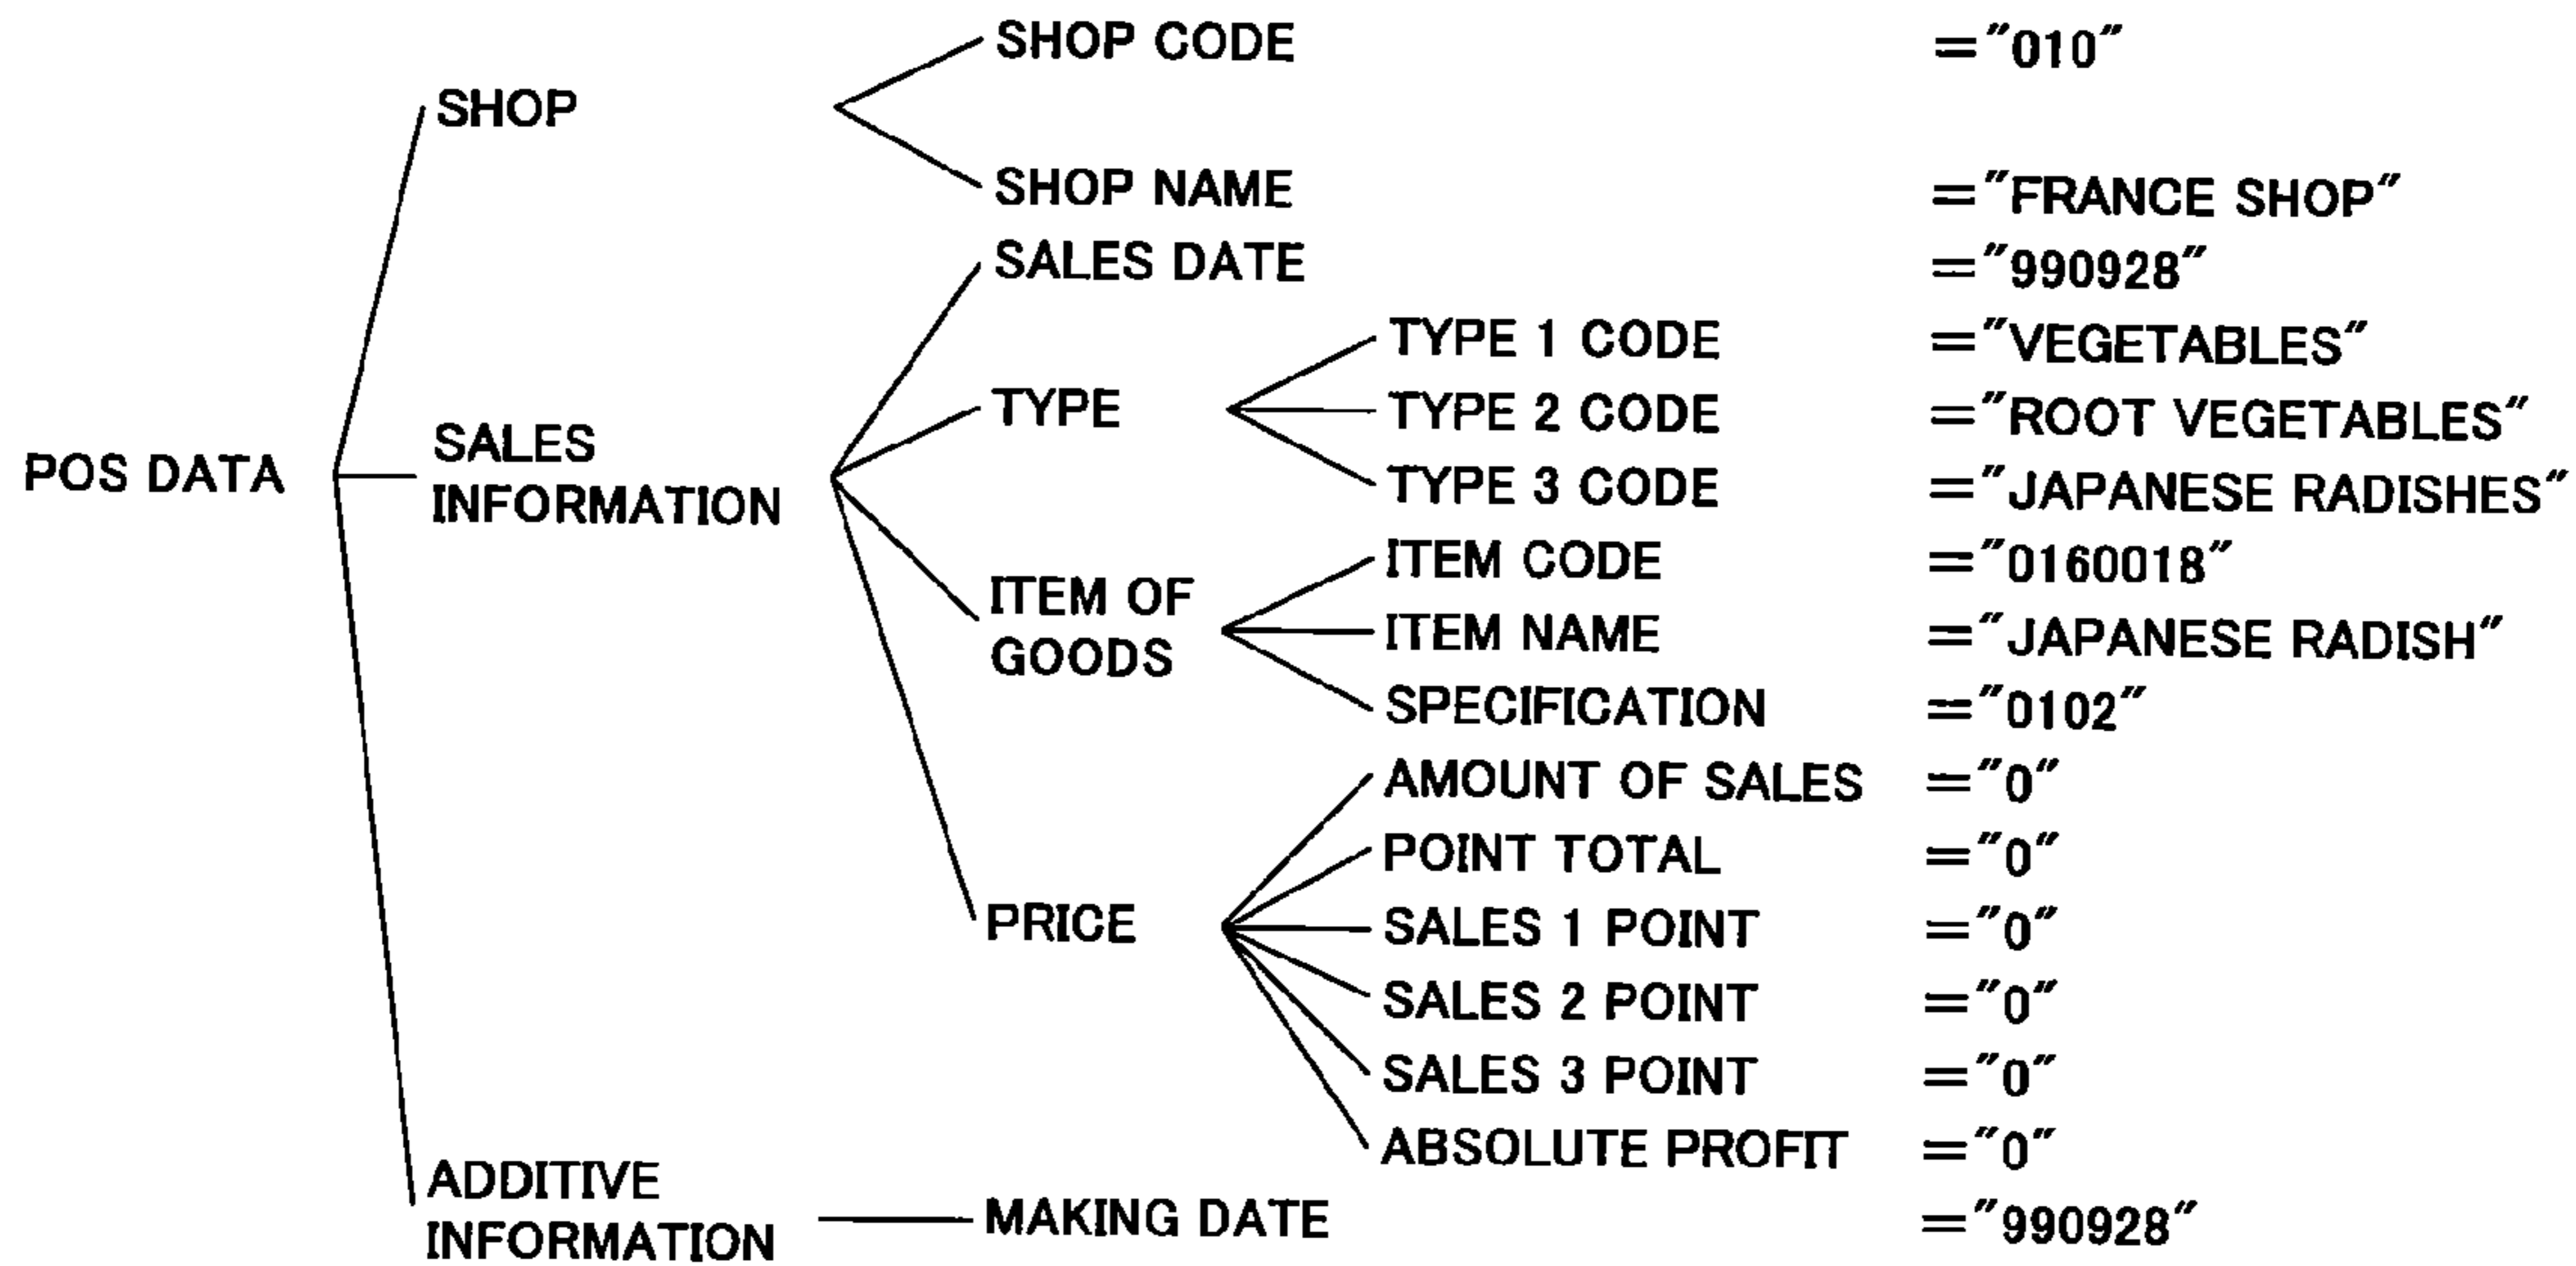 SHOP CODE ="010"
SHOP
SHOP NAME ="FRANCE SHOP"
SALES DATE ="990928"
TYPE 1 CODE ="VEGETABLES"
TYPE TYPE 2 CODE ="ROOT VEGETABLES"
SALES
POS DATA
INFORMATION
TYPE 3 CODE ="JAPANESE RADISHES"
ITEM CODE ="0160018"
ITEM OF
GOODS
ITEM NAME ="JAPANESE RADISH"
SPECIFICATION ="0102"
AMOUNT OF SALES ="0"
POINT TOTAL ="0"
PRICE SALES 1 POINT ="0"
SALES 2 POINT ="0"
SALES 3 POINT ="0"
ABSOLUTE PROFIT ="0"
ADDITIVE
INFORMATION
MAKING DATE ="990928"